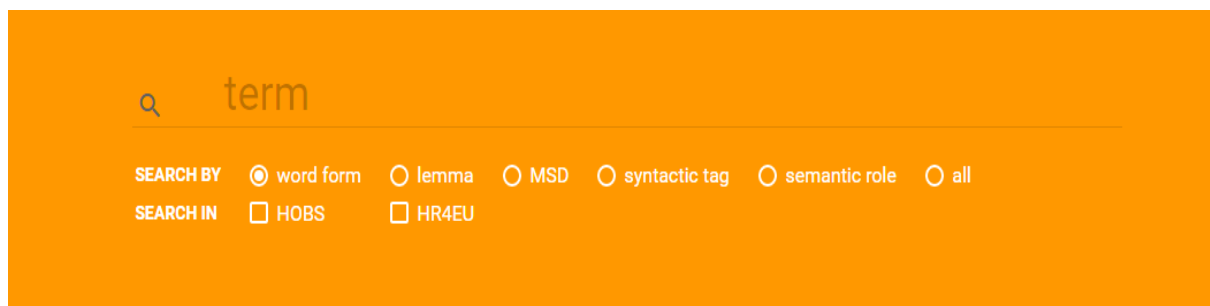 term
SEARCH BY word form lemma MSD syntactic tag semantic role all
SEARCH IN HOBS HR4EU